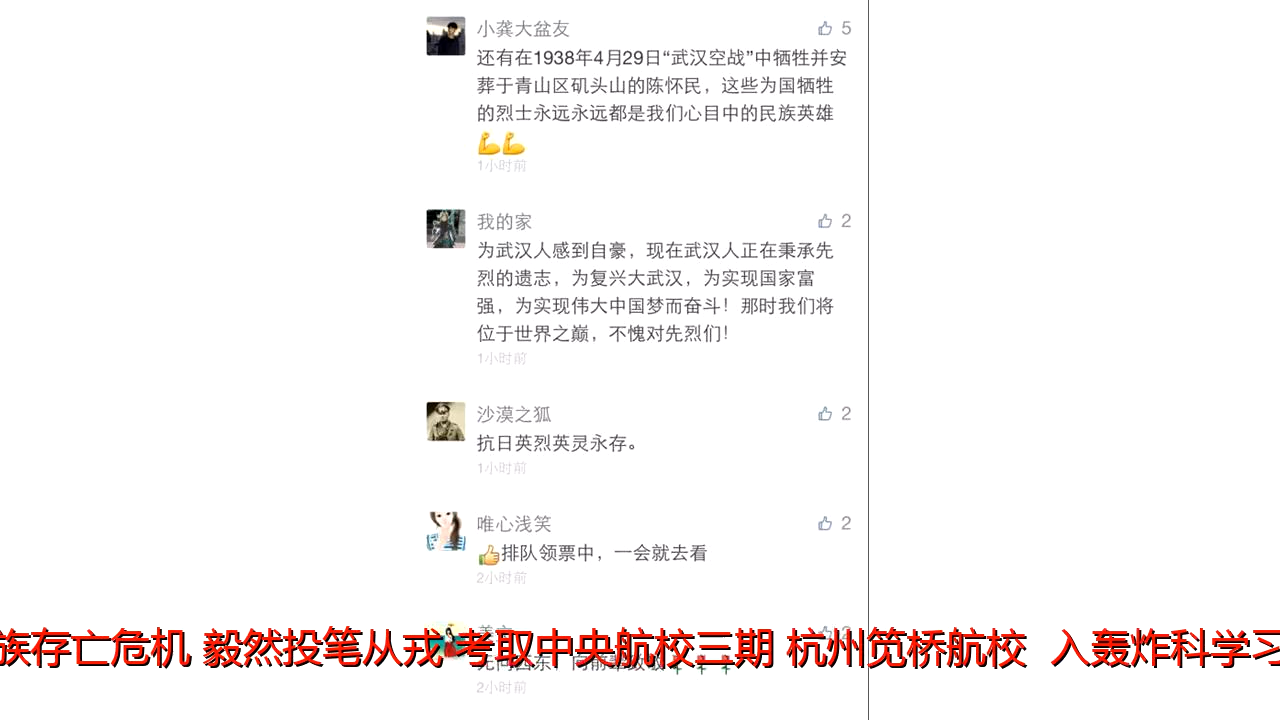 小龚大盆友 5
还有在1938年4月29日“武汉空战”中牺牲并安
葬于青山区矶头山的陈怀民，这些为国牺牲
的烈士永远永远都是我们心目中的民族英雄
1小时前
我的家 2
为武汉人感到自豪，现在武汉人正在秉承先
烈的遗志，为复兴大武汉，为实现国家富
强，为实现伟大中国梦而奋斗！那时我们将
位于世界之巅，不愧对先烈们！
1小时前
沙漠之狐 2
抗日英烈英灵永存。
1小时前
唯心浅笑 2
排队领票中，一会就去看
2小时前
族存亡危机 毅然投笔从戎 考取中央航校三期 杭州笕桥航校 入轰炸科学习
2小时前